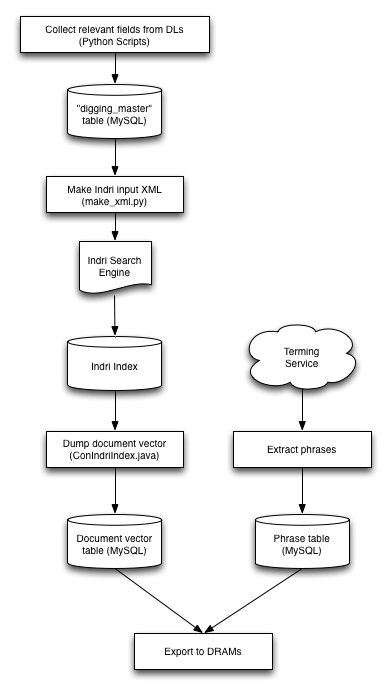 Collect relevant fields from DLs
(Python Scripts)
"digging_master"
table (MySQL)
Make Indri input XML
(make_xml.py)
Indri Search
Engine
Indri Index
Terming
Service
Dump document vector
(ConIndriIndex.java)
Extract phrases
Document vector
table (MySQL)
Phrase table
(MySQL)
Export to DRAMs